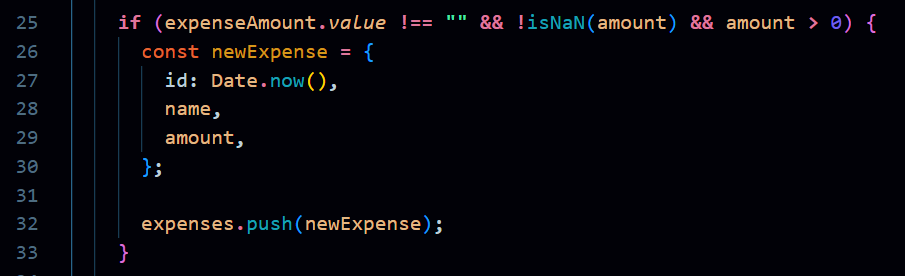 25 if (expenseAmount.value !== "" && !isNaN(amount) && amount > 0) {
26 const newExpense = {
27 id: Date.now(),
28 name,
29 amount,
30 };
31
32 expenses.push(newExpense);
33 }